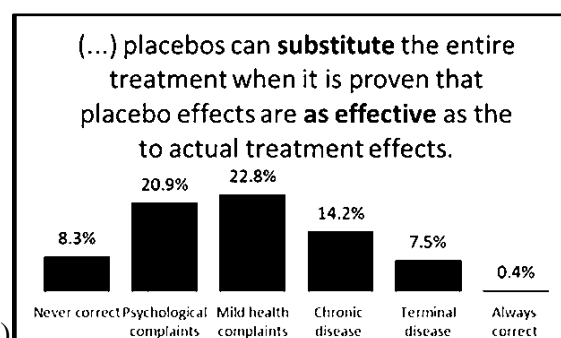 (...) placebos can substitute the entire
treatment when it is proven that
placebo effects are as effective as the
to actual treatment effects.
8.3%
20.9%
22.8%
14.2%
7.5%
0.4%
Never correct Psychological Mild health Chronic Terminal Always
complaints complaints disease disease correct
)